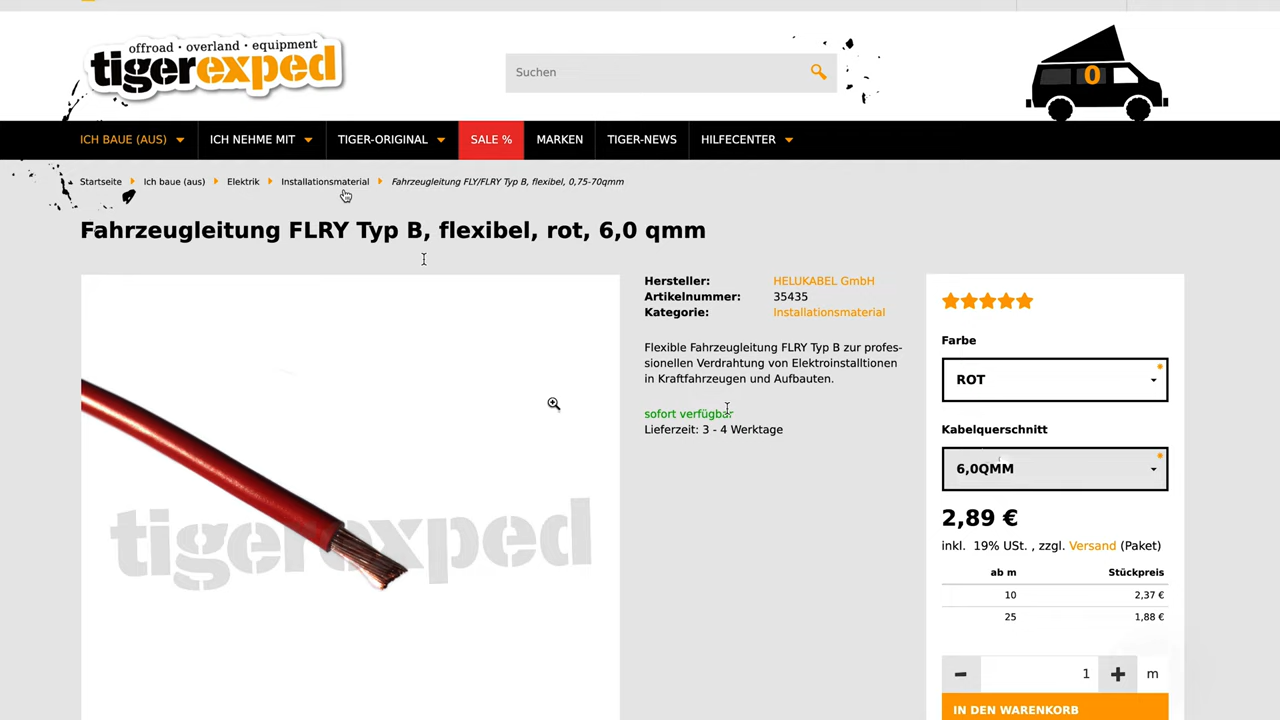 offroad · overland · equipment
tigerexped
Suchen
0
ICH BAUE (AUS) ICH NEHME MIT TIGER-ORIGINAL SALE % MARKEN TIGER-NEWS HILFECENTER
Startseite Ich baue (aus) Elektrik Installationsmaterial Fahrzeugleitung FLY/FLRY Typ B, flexibel, 0,75-70qmm
Fahrzeugleitung FLRY Typ B, flexibel, rot, 6,0 qmm
tigerexped
Hersteller: HELUKABEL GmbH
Artikelnummer: 35435
Kategorie: Installationsmaterial
Flexible Fahrzeugleitung FLRY Typ B zur profes-
sionellen Verdrahtung von Elektroinstalltionen
in Kraftfahrzeugen und Aufbauten.
sofort verfügbar
Lieferzeit: 3 - 4 Werktage
Farbe
ROT
Kabelquerschnitt
6,0QMM
2,89 €
inkl. 19% USt. , zzgl. Versand (Paket)
ab m Stückpreis
10 2,37 €
25 1,88 €
− 1 + m
IN DEN WARENKORB